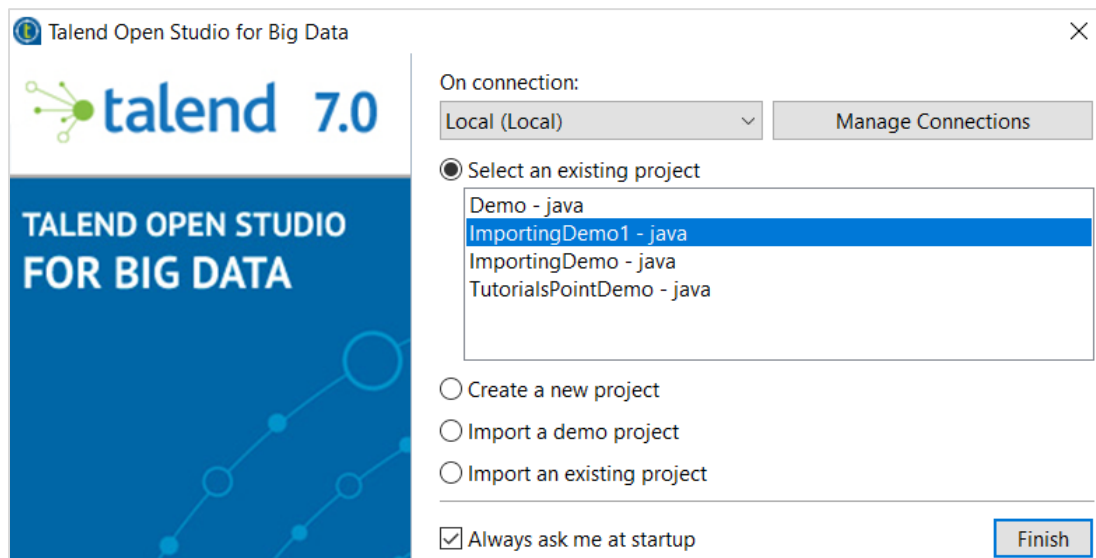 Talend Open Studio for Big Data
talend 7.0
TALEND OPEN STUDIO
FOR BIG DATA
On connection:
Local (Local)
Manage Connections
Select an existing project
Demo - java
ImportingDemo1 - java
ImportingDemo - java
TutorialsPointDemo - java
Create a new project
Import a demo project
Import an existing project
Always ask me at startup
Finish